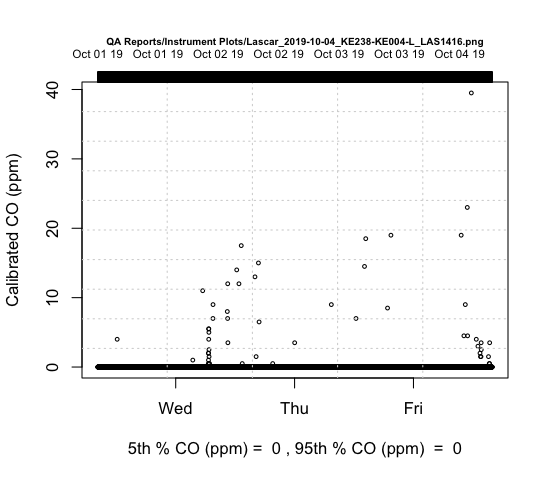 QA Reports/Instrument Plots/Lascar_2019-10-04_KE238-KE004-L_LAS1416.png
Oct 01 19 Oct 01 19 Oct 02 19 Oct 02 19 Oct 03 19 Oct 03 19 Oct 04 19
Calibrated CO (ppm)
40
30
20
10
0
Wed Thu Fri
5th % CO (ppm) = 0 , 95th % CO (ppm) = 0